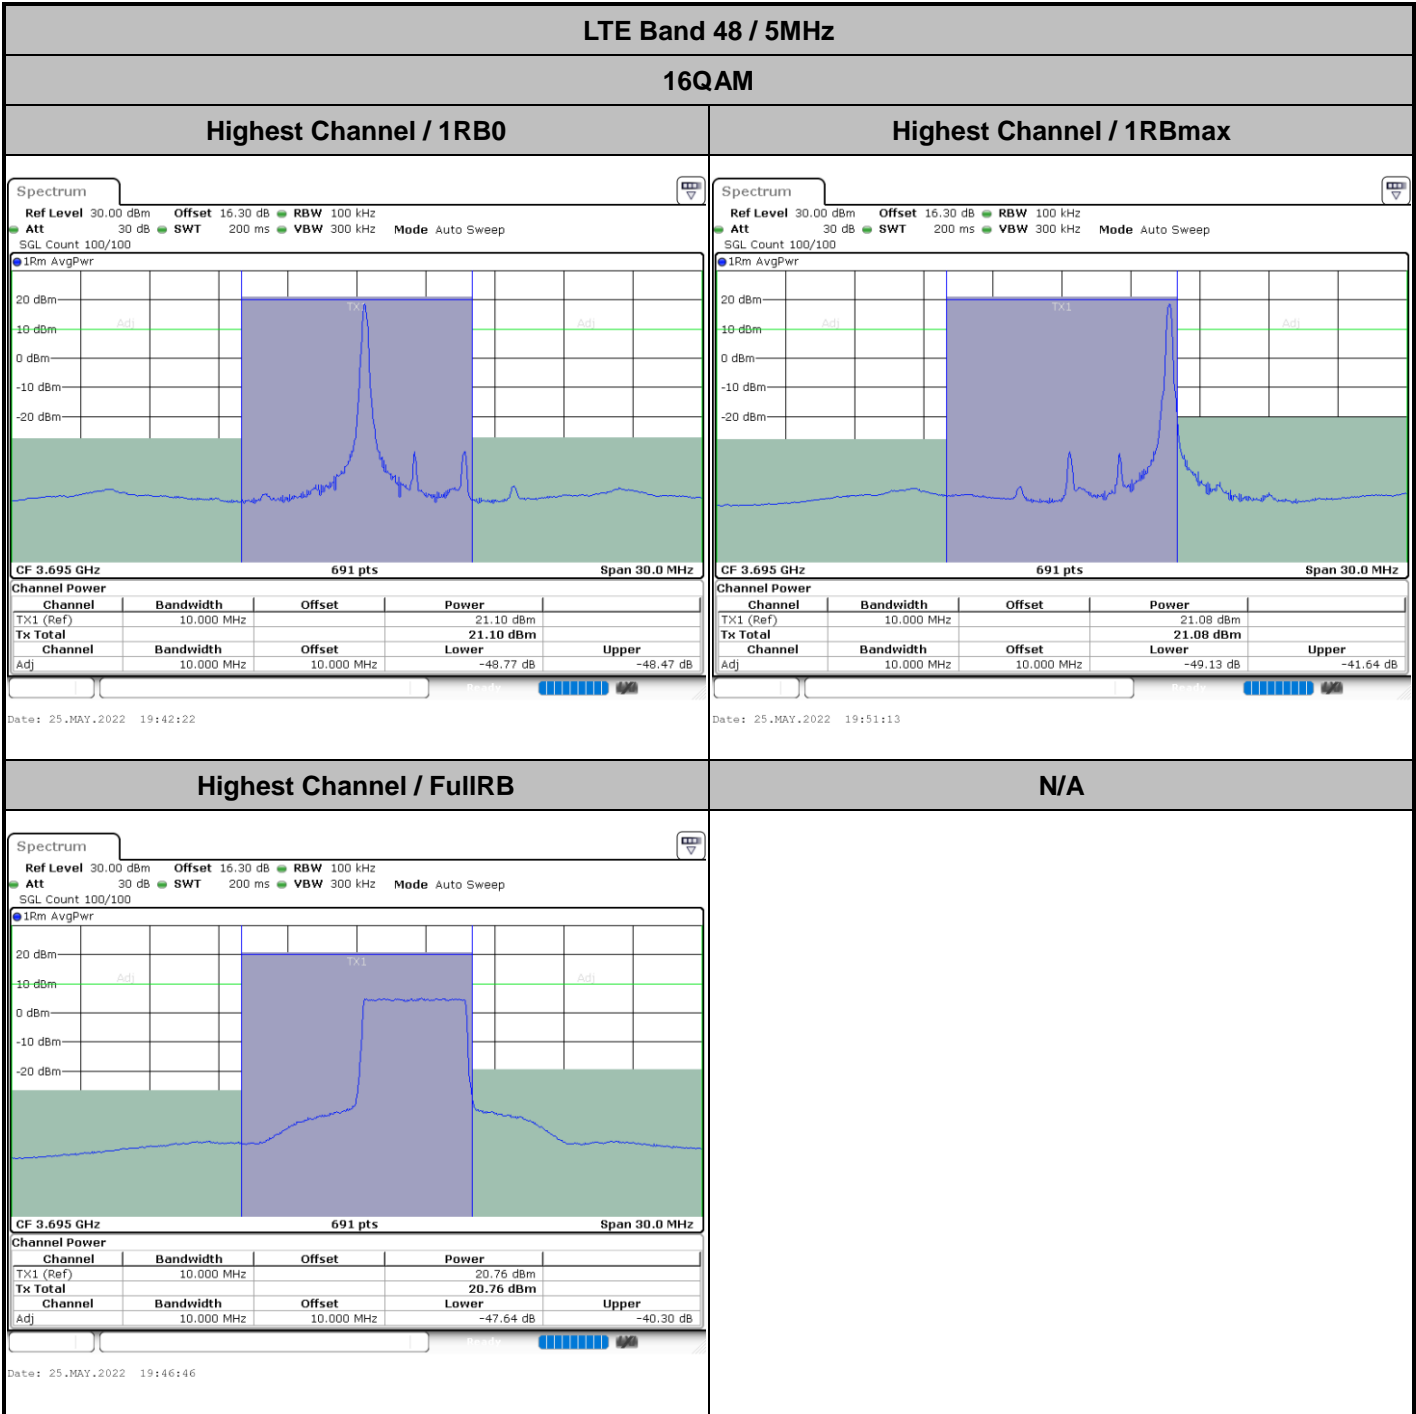 LTE Band 48 / 5MHz
16QAM
Highest Channel / 1RB0
Highest Channel / 1RBmax
Spectrum
Ref Level 30.00 dBm Offset 16.30 dB RBW 100 kHz
Att 30 dB SWT 200 ms VBW 300 kHz Mode Auto Sweep
SGL Count 100/100
1Rm AvgPwr
20 dBm
TX1
Adj
Adj
10 dBm
0 dBm
-10 dBm
-20 dBm
CF 3.695 GHz 691 pts Span 30.0 MHz
Channel Power
Channel Bandwidth Offset Power
TX1 (Ref) 10.000 MHz 21.10 dBm
Tx Total 21.10 dBm
Channel Bandwidth Offset Lower Upper
Adj 10.000 MHz 10.000 MHz -48.77 dB -48.47 dB
Ready
Date: 25.MAY.2022 19:42:22
Spectrum
Ref Level 30.00 dBm Offset 16.30 dB RBW 100 kHz
Att 30 dB SWT 200 ms VBW 300 kHz Mode Auto Sweep
SGL Count 100/100
1Rm AvgPwr
20 dBm
TX1
Adj
Adj
10 dBm
0 dBm
-10 dBm
-20 dBm
CF 3.695 GHz 691 pts Span 30.0 MHz
Channel Power
Channel Bandwidth Offset Power
TX1 (Ref) 10.000 MHz 21.08 dBm
Tx Total 21.08 dBm
Channel Bandwidth Offset Lower Upper
Adj 10.000 MHz 10.000 MHz -49.13 dB -41.64 dB
Ready
Date: 25.MAY.2022 19:51:13
Highest Channel / FullRB
N/A
Spectrum
Ref Level 30.00 dBm Offset 16.30 dB RBW 100 kHz
Att 30 dB SWT 200 ms VBW 300 kHz Mode Auto Sweep
SGL Count 100/100
1Rm AvgPwr
20 dBm
TX1
Adj
Adj
10 dBm
0 dBm
-10 dBm
-20 dBm
CF 3.695 GHz 691 pts Span 30.0 MHz
Channel Power
Channel Bandwidth Offset Power
TX1 (Ref) 10.000 MHz 20.76 dBm
Tx Total 20.76 dBm
Channel Bandwidth Offset Lower Upper
Adj 10.000 MHz 10.000 MHz -47.64 dB -40.30 dB
Ready
Date: 25.MAY.2022 19:46:46